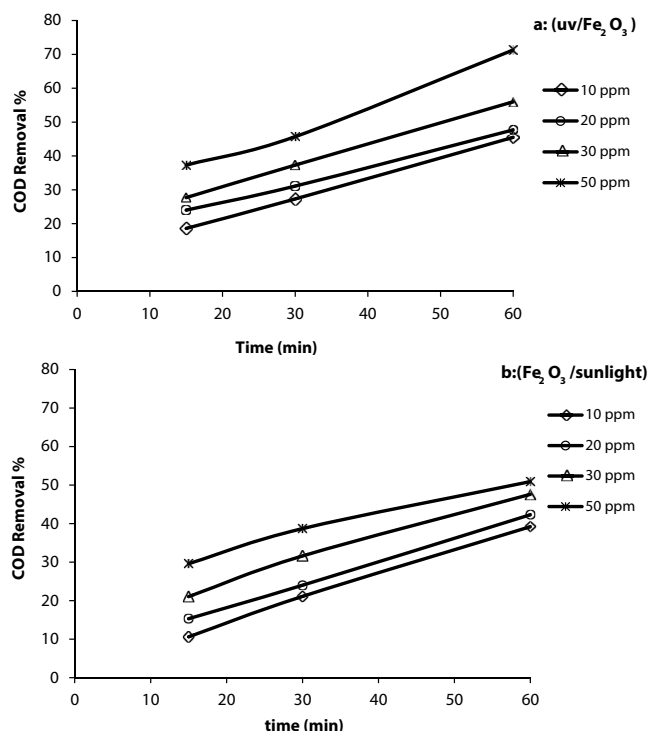 a: (uv/Fe₂O₃)
80
70
60
50
40
30
20
10
0
COD Removal %
0 10 20 30 40 50 60
Time (min)
10 ppm
20 ppm
30 ppm
50 ppm
b:(Fe₂O₃/sunlight)
80
70
60
50
40
30
20
10
0
COD Removal %
0 10 20 30 40 50 60
time (min)
10 ppm
20 ppm
30 ppm
50 ppm